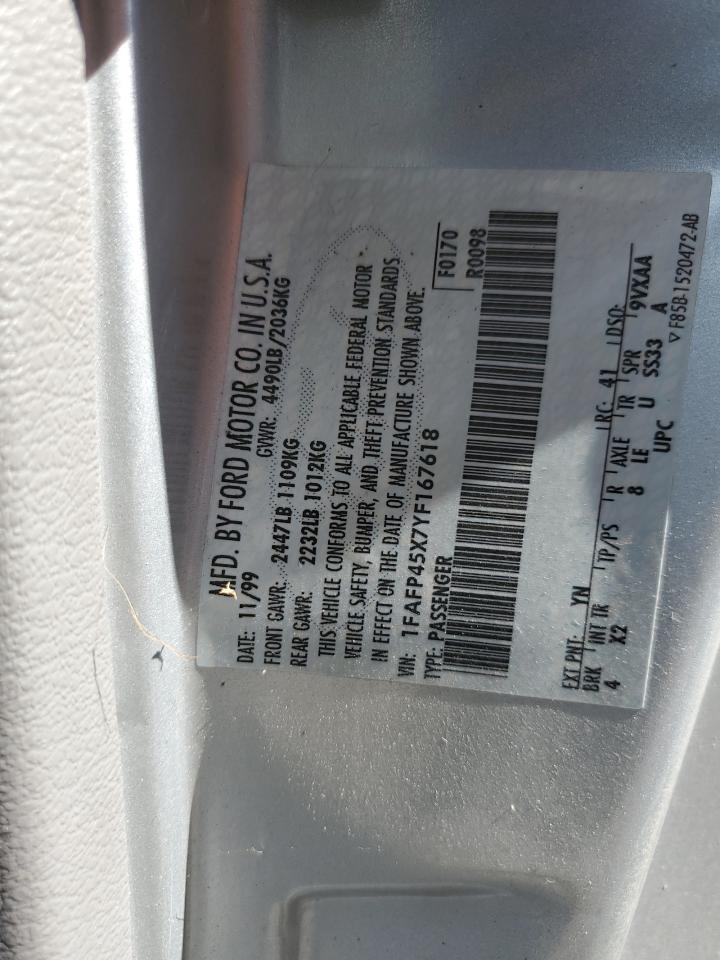 MFD. BY FORD MOTOR CO. IN U.S.A.
DATE: 11/99 GVWR: 4490LB/2036KG
FRONT GAWR: 2447LB 1109KG
REAR GAWR: 2232LB 1012KG
THIS VEHICLE CONFORMS TO ALL APPLICABLE FEDERAL MOTOR
VEHICLE SAFETY, BUMPER, AND THEFT PREVENTION STANDARDS
IN EFFECT ON THE DATE OF MANUFACTURE SHOWN ABOVE.
VIN: 1FAFP45X7YF167618
TYPE: PASSENGER
F0170
R0098
EXT PNT: YN RC: 41 DSO:
BRK INT TR TP/PS R AXLE TR SPR 9VXAA
4 X2 8 LE U SS33 A
UPC
▽F85B-1520472-AB